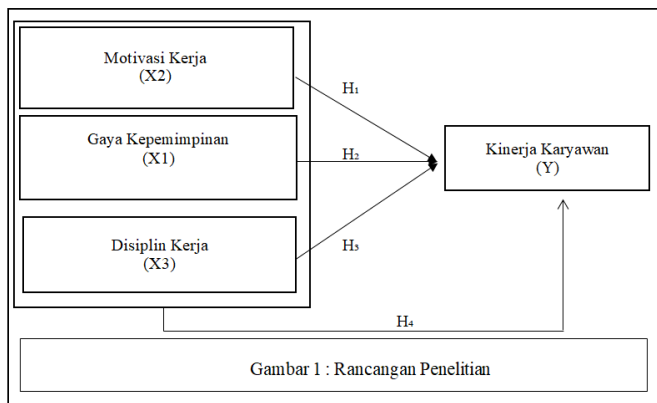 Motivasi Kerja
(X2)
H₁
Gaya Kepemimpinan
(X1)
H₂
Kinerja Karyawan
(Y)
Disiplin Kerja
(X3)
H₃
H₄
Gambar 1 : Rancangan Penelitian